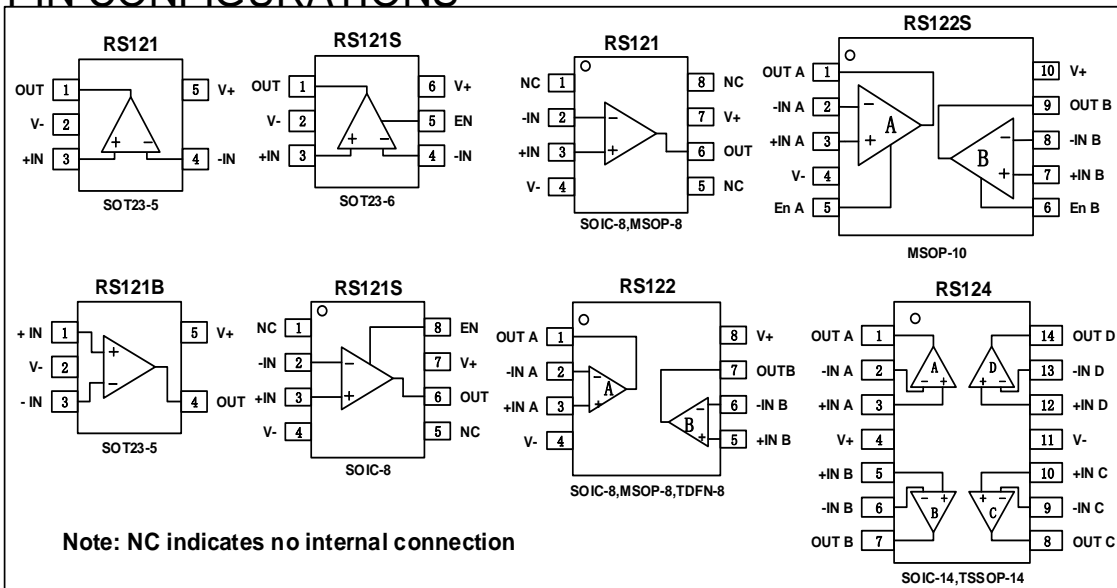 PIN CONFIGURATIONS
RS121
OUT 1
V- 2
+IN 3
5 V+
4 -IN
+ −
SOT23-5
RS121S
OUT 1
V- 2
+IN 3
6 V+
5 EN
4 -IN
+ −
SOT23-6
RS121
NC 1
-IN 2
+IN 3
V- 4
8 NC
7 V+
6 OUT
5 NC
−
+
SOIC-8,MSOP-8
RS122S
OUT A 1
-IN A 2
+IN A 3
V- 4
En A 5
10 V+
9 OUT B
8 -IN B
7 +IN B
6 En B
− A +
− B +
MSOP-10
RS121B
+ IN 1
V- 2
- IN 3
5 V+
4 OUT
+
−
SOT23-5
RS121S
NC 1
-IN 2
+IN 3
V- 4
8 EN
7 V+
6 OUT
5 NC
−
+
SOIC-8
RS122
OUT A 1
-IN A 2
+IN A 3
V- 4
8 V+
7 OUTB
6 -IN B
5 +IN B
− A +
− B +
SOIC-8,MSOP-8,TDFN-8
RS124
OUT A 1
-IN A 2
+IN A 3
V+ 4
+IN B 5
-IN B 6
OUT B 7
14 OUT D
13 -IN D
12 +IN D
11 V-
10 +IN C
9 -IN C
8 OUT C
A − +
D + −
B − +
C + −
SOIC-14,TSSOP-14
Note: NC indicates no internal connection